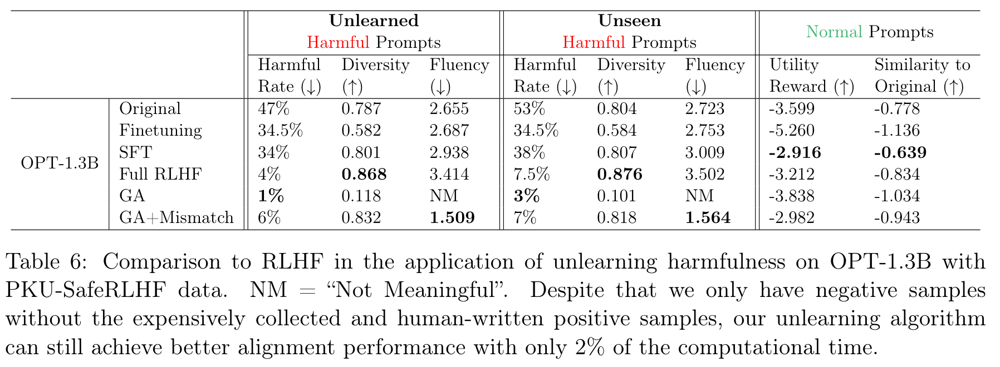 Unlearned Unseen Normal Prompts
Harmful Prompts Harmful Prompts
Harmful Diversity Fluency Harmful Diversity Fluency Utility Similarity to
Rate (↓) (↑) (↓) Rate (↓) (↑) (↓) Reward (↑) Original (↑)
Original 47% 0.787 2.655 53% 0.804 2.723 -3.599 -0.778
Finetuning 34.5% 0.582 2.687 34.5% 0.584 2.753 -5.260 -1.136
SFT 34% 0.801 2.938 38% 0.807 3.009 -2.916 -0.639
OPT-1.3B
Full RLHF 4% 0.868 3.414 7.5% 0.876 3.502 -3.212 -0.834
GA 1% 0.118 NM 3% 0.101 NM -3.838 -1.034
GA+Mismatch 6% 0.832 1.509 7% 0.818 1.564 -2.982 -0.943
Table 6: Comparison to RLHF in the application of unlearning harmfulness on OPT-1.3B with
PKU-SafeRLHF data. NM = “Not Meaningful”. Despite that we only have negative samples
without the expensively collected and human-written positive samples, our unlearning algorithm
can still achieve better alignment performance with only 2% of the computational time.